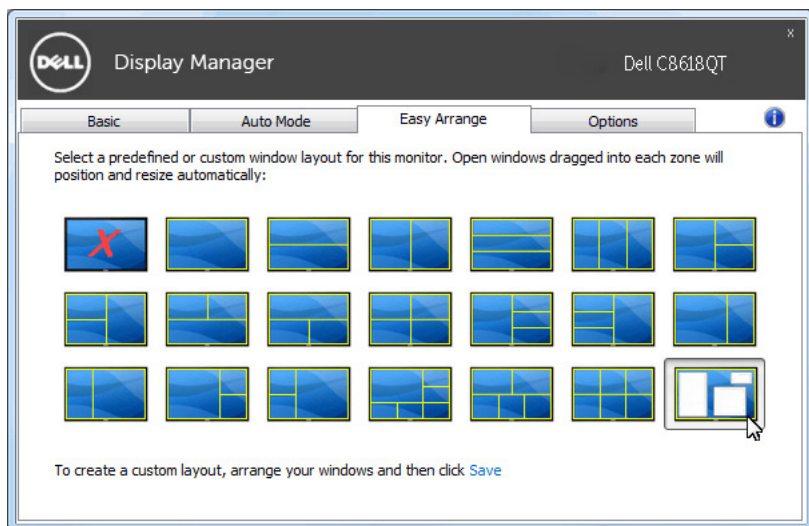 x
DELL
Display Manager
Dell C8618QT
Basic
Auto Mode
Easy Arrange
Options
i
Select a predefined or custom window layout for this monitor. Open windows dragged into each zone will
position and resize automatically:
X
To create a custom layout, arrange your windows and then click Save